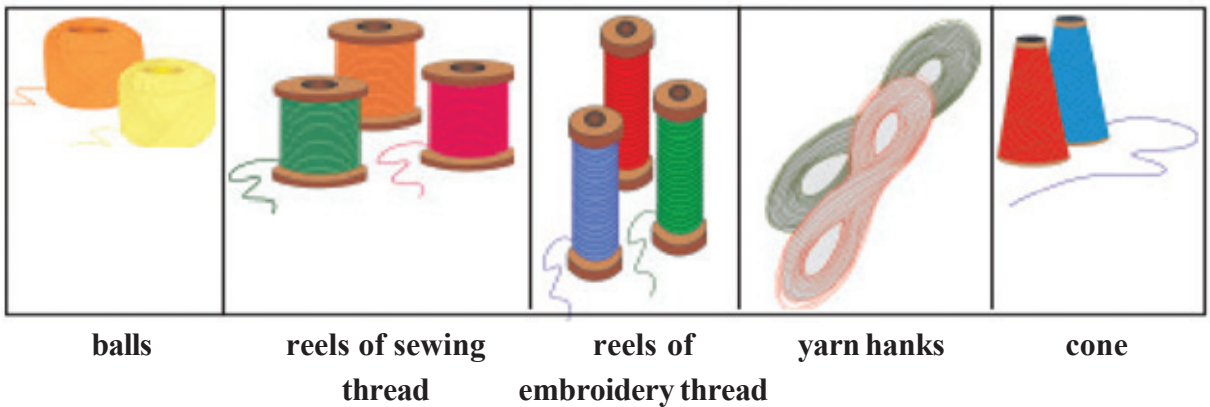 balls
reels of sewing thread
reels of embroidery thread
yarn hanks
cone